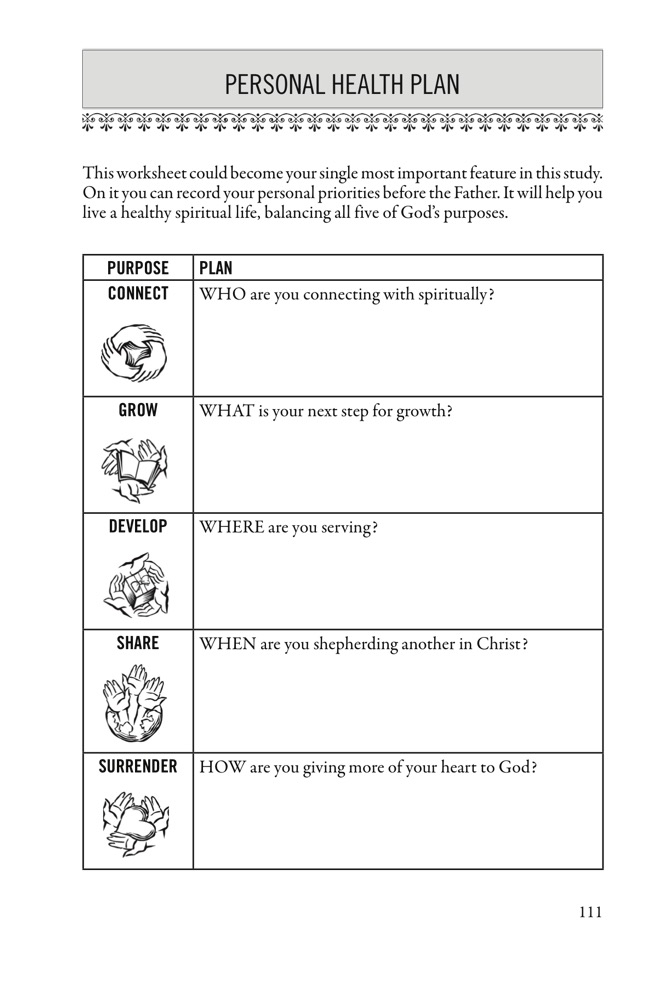 PERSONAL HEALTH PLAN
This worksheet could become your single most important feature in this study.
On it you can record your personal priorities before the Father. It will help you
live a healthy spiritual life, balancing all five of God’s purposes.
PURPOSE PLAN
CONNECT WHO are you connecting with spiritually?
GROW WHAT is your next step for growth?
DEVELOP WHERE are you serving?
SHARE WHEN are you shepherding another in Christ?
SURRENDER HOW are you giving more of your heart to God?
111